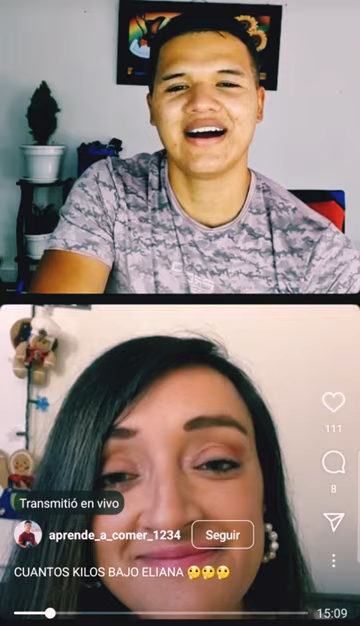 111
8
Transmitió en vivo
aprende_a_comer_1234 Seguir
CUANTOS KILOS BAJO ELIANA 🤔🤔🤔
15:09